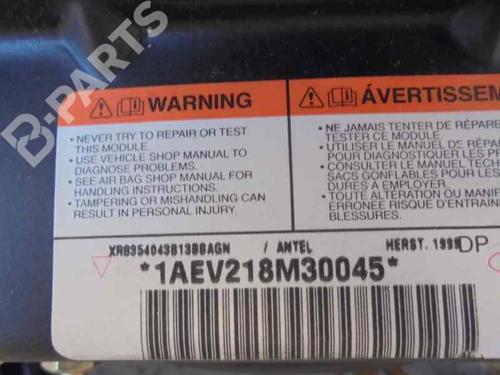 B-PARTS
WARNING
• NEVER TRY TO REPAIR OR TEST
THIS MODULE.
• USE VEHICLE SHOP MANUAL TO
DIAGNOSE PROBLEMS.
• SEE AIR BAG SHOP MANUAL FOR
HANDLING INSTRUCTIONS.
• TAMPERING OR MISHANDLING CAN
RESULT IN PERSONAL INJURY.
ÁVERTISSEM
• NE JAMAIS TENTER DE RÉPARE
TESTER CE MODULE.
• UTILISER LE MANUEL DE RÉPA
POUR DIAGNOSTIQUER LES P
• CONSULTER LE MANUEL T
SACS GONFLABLES POUR LES
DURES A EMPLOYER.
• TOUTE ALTERATION OU MANI
ERRONEE RISQUE D'ENTRAIN
BLESSURES.
/ ANTEL
HERST. 1999
DP
*1AEV218M30045*